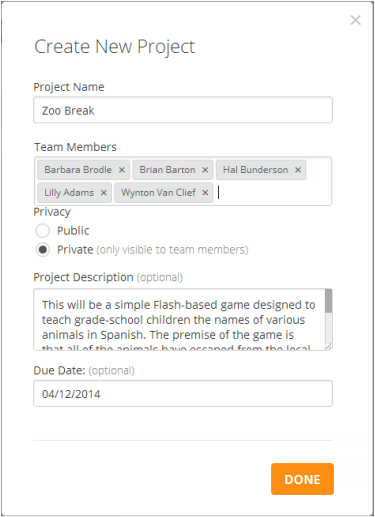 Create New Project
Project Name
Zoo Break
Team Members
Barbara Brodle × Brian Barton × Hal Bunderson ×
Lilly Adams × Wynton Van Clief ×
Privacy
Public
Private (only visible to team members)
Project Description (optional)
This will be a simple Flash-based game designed to
teach grade-school children the names of various
animals in Spanish. The premise of the game is
that all of the animals have escaped from the local
Due Date: (optional)
04/12/2014
DONE